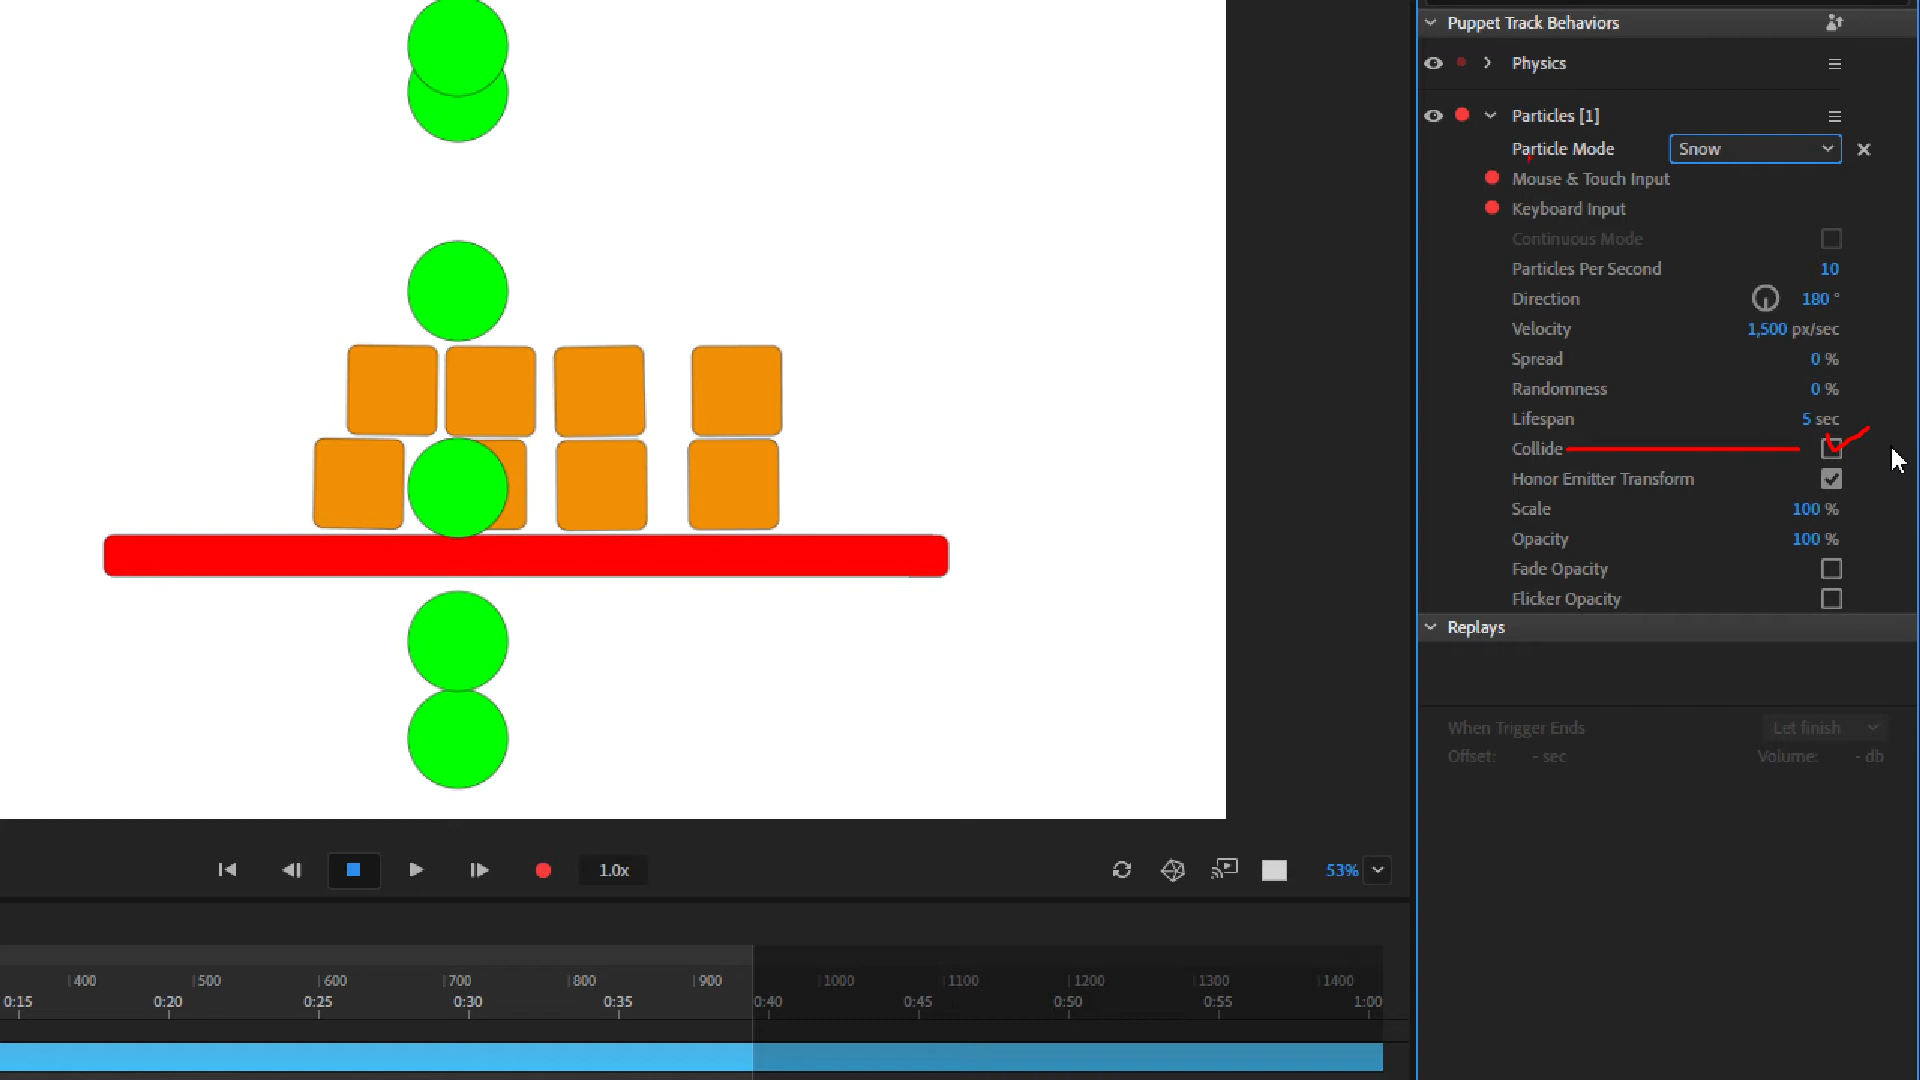 Puppet Track Behaviors
Physics
Particles [1]
Particle Mode Snow
Mouse & Touch Input
Keyboard Input
Continuous Mode
Particles Per Second 10
Direction 180 °
Velocity 1,500 px/sec
Spread 0 %
Randomness 0 %
Lifespan 5 sec
Collide
Honor Emitter Transform
Scale 100 %
Opacity 100 %
Fade Opacity
Flicker Opacity
Replays
When Trigger Ends Let finish
Offset: - sec Volume: - db
1.0x 53%
400 500 600 700 800 900 1000 1100 1200 1300 1400
0:15 0:20 0:25 0:30 0:35 0:40 0:45 0:50 0:55 1:00